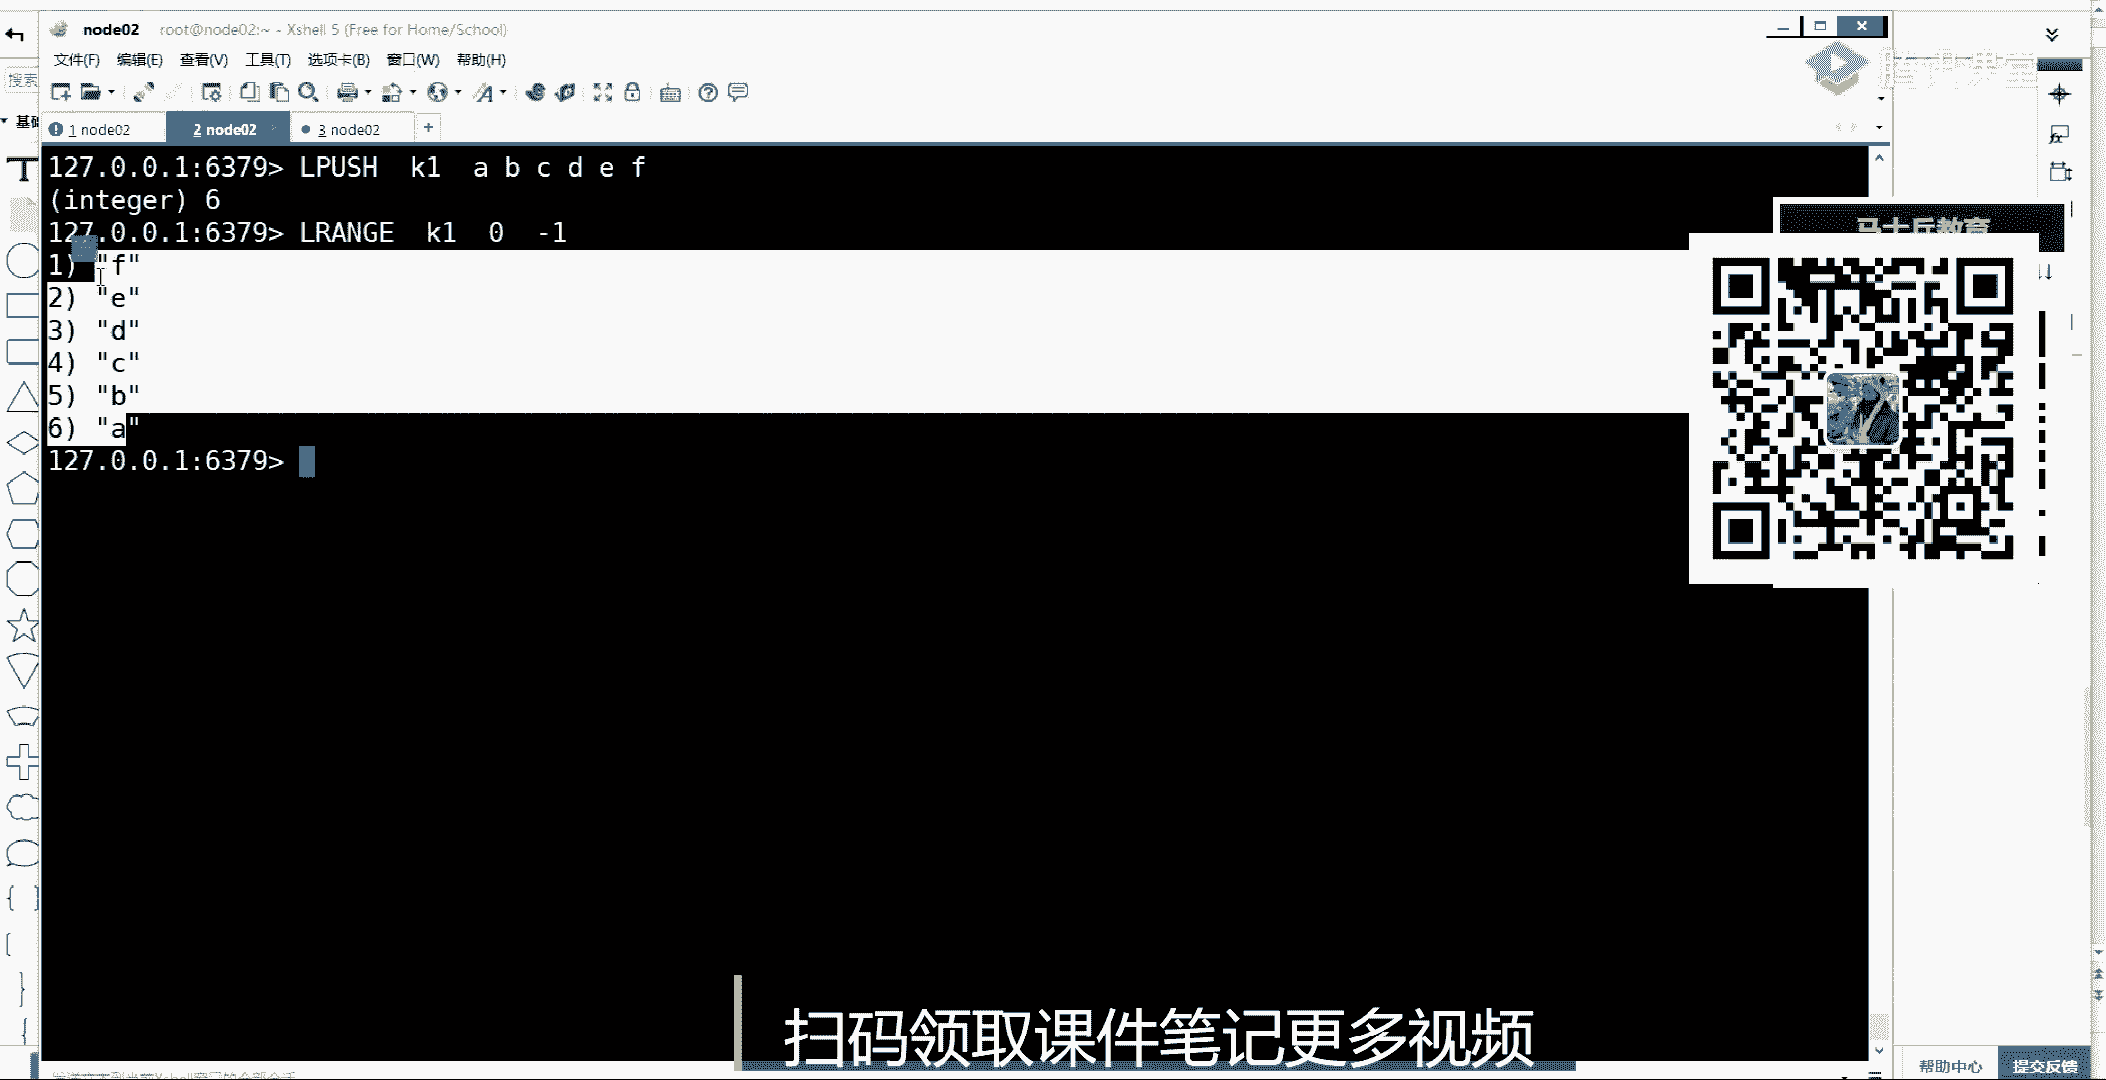 node02 root@node02:~ - Xshell 5 (Free for Home/School)
文件(F) 编辑(E) 查看(V) 工具(T) 选项卡(B) 窗口(W) 帮助(H)
搜索
基础
1 node02 2 node02 3 node02 +
127.0.0.1:6379> LPUSH k1 a b c d e f
(integer) 6
127.0.0.1:6379> LRANGE k1 0 -1
1) "f"
2) "e"
3) "d"
4) "c"
5) "b"
6) "a"
127.0.0.1:6379>
马士兵教育
扫码领取课件笔记更多视频
帮助中心 提交反馈